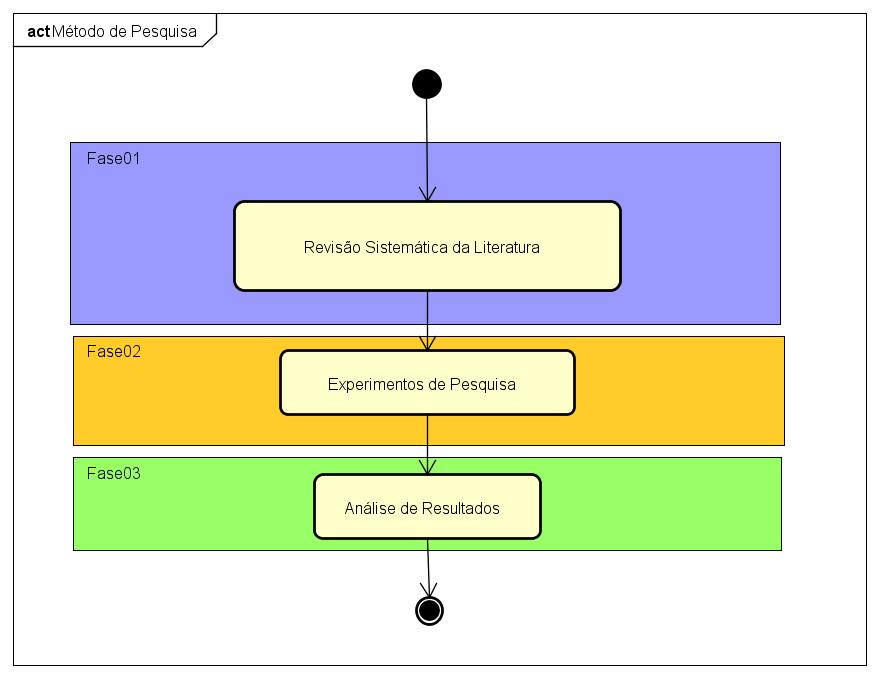 act Método de Pesquisa
Fase01
Revisão Sistemática da Literatura
Fase02
Experimentos de Pesquisa
Fase03
Análise de Resultados